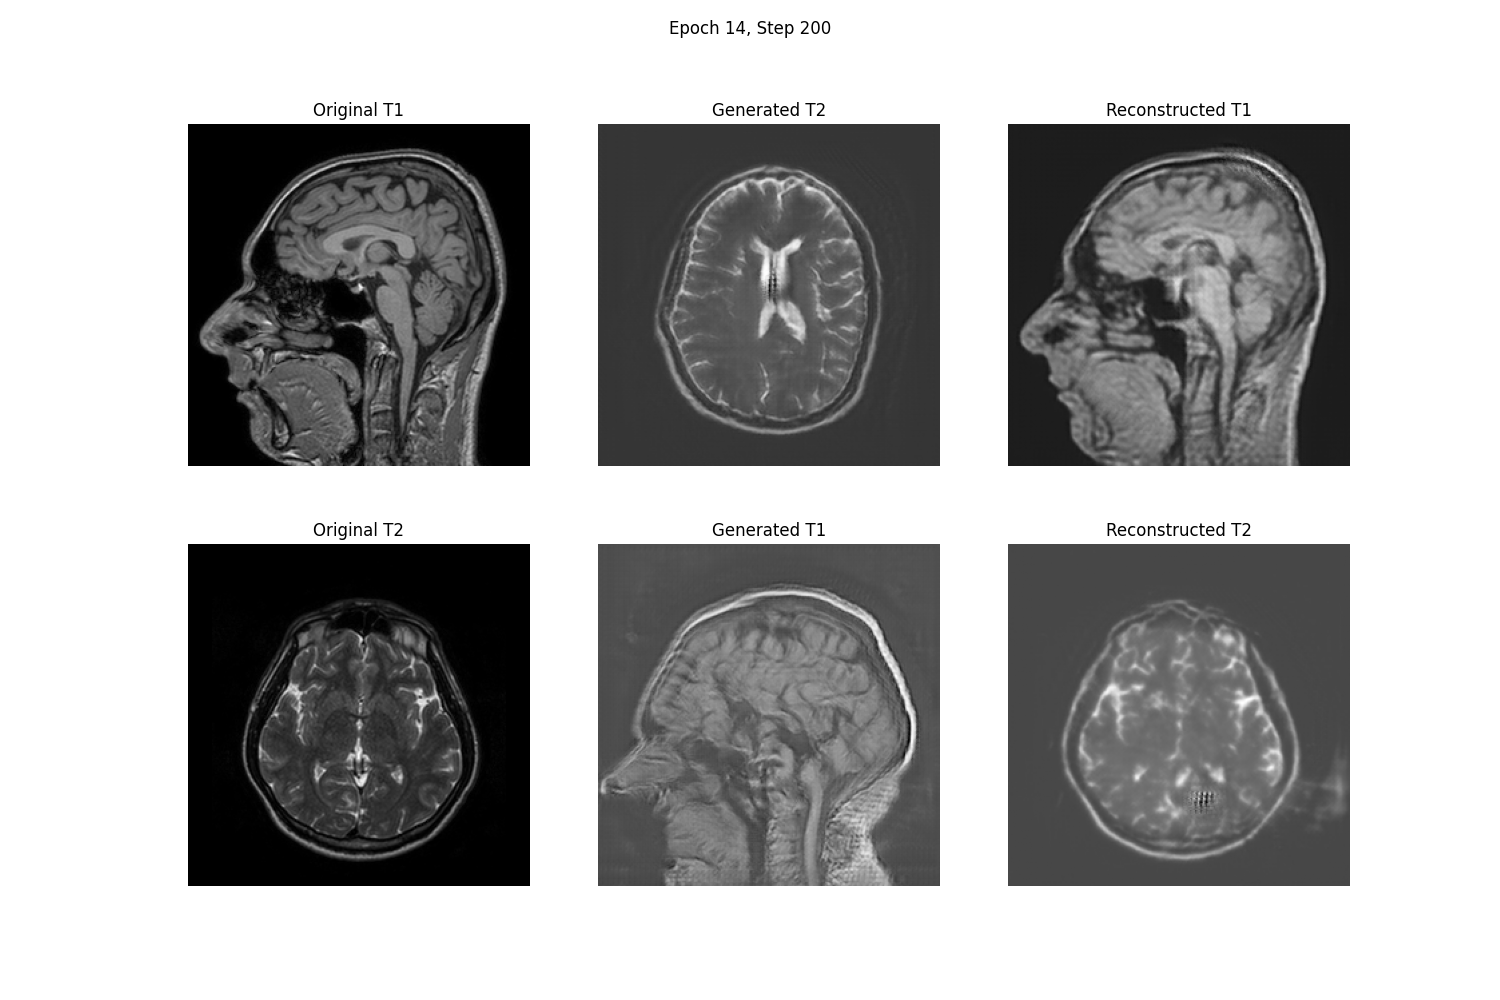 Epoch 14, Step 200
Original T1
Generated T2
Reconstructed T1
Original T2
Generated T1
Reconstructed T2